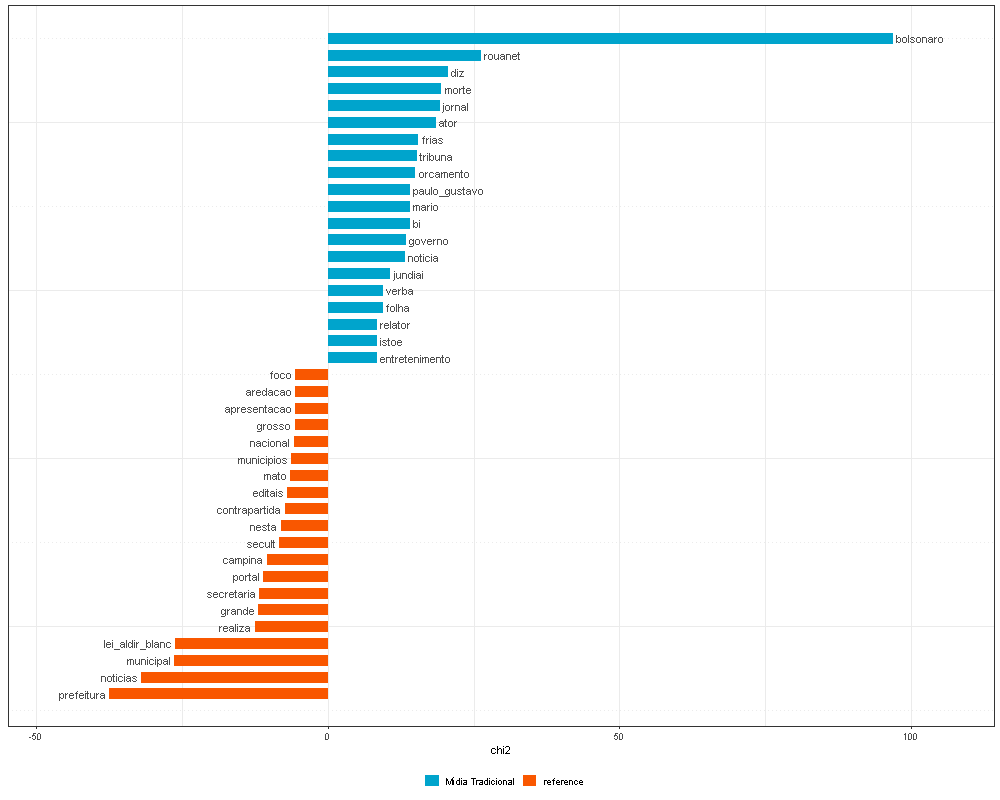 bolsonaro
rouanet
diz
morte
jornal
ator
frias
tribuna
orcamento
paulo_gustavo
mario
bi
governo
noticia
jundiai
verba
folha
relator
istoe
entretenimento
foco
aredacao
apresentacao
grosso
nacional
municipios
mato
editais
contrapartida
nesta
secult
campina
portal
secretaria
grande
realiza
lei_aldir_blanc
municipal
noticias
prefeitura
-50 0 50 100
chi2
Mídia Tradicional reference